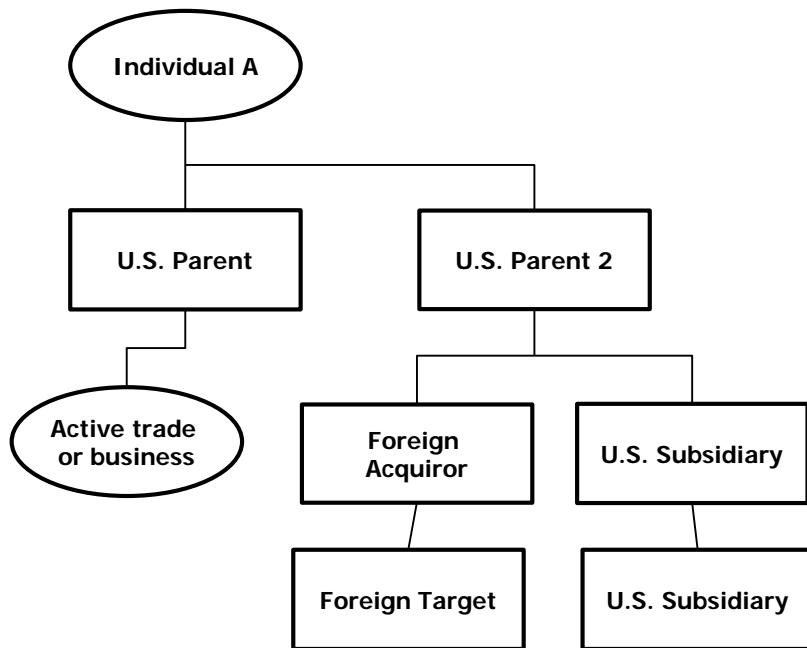 Individual A
U.S. Parent
U.S. Parent 2
Active trade
or business
Foreign
Acquiror
U.S. Subsidiary
Foreign Target
U.S. Subsidiary